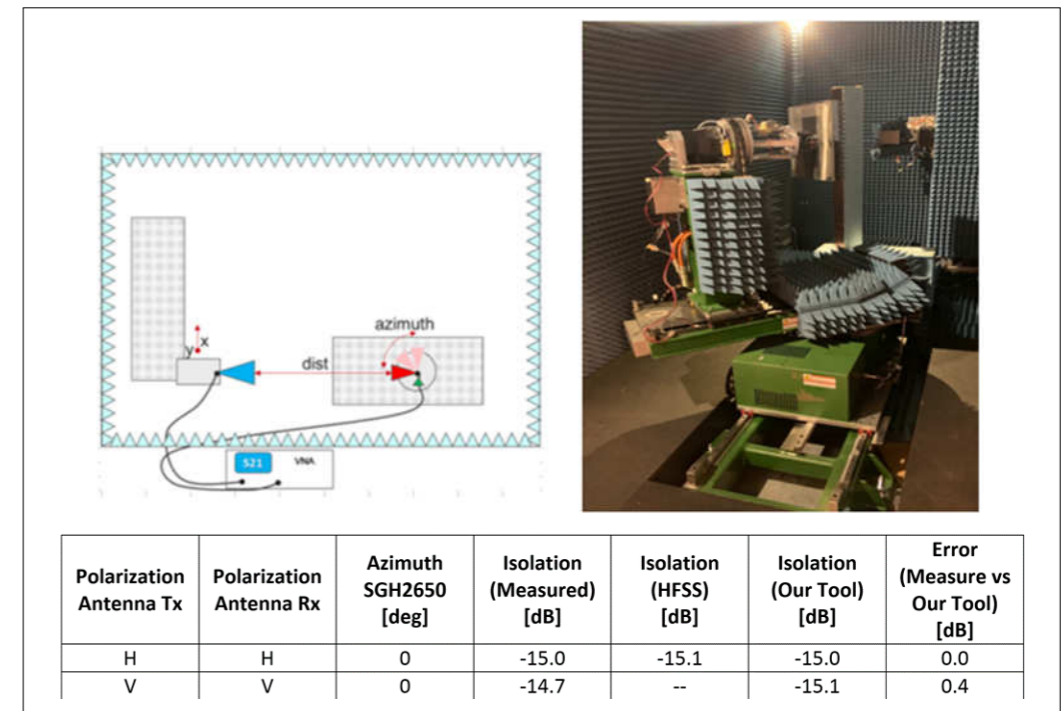 azimuth
x
y
dist
S21
VNA
Polarization Antenna Tx
Polarization Antenna Rx
Azimuth SGH2650 [deg]
Isolation (Measured) [dB]
Isolation (HFSS) [dB]
Isolation (Our Tool) [dB]
Error (Measure vs Our Tool) [dB]
H H 0 -15.0 -15.1 -15.0 0.0
V V 0 -14.7 -- -15.1 0.4